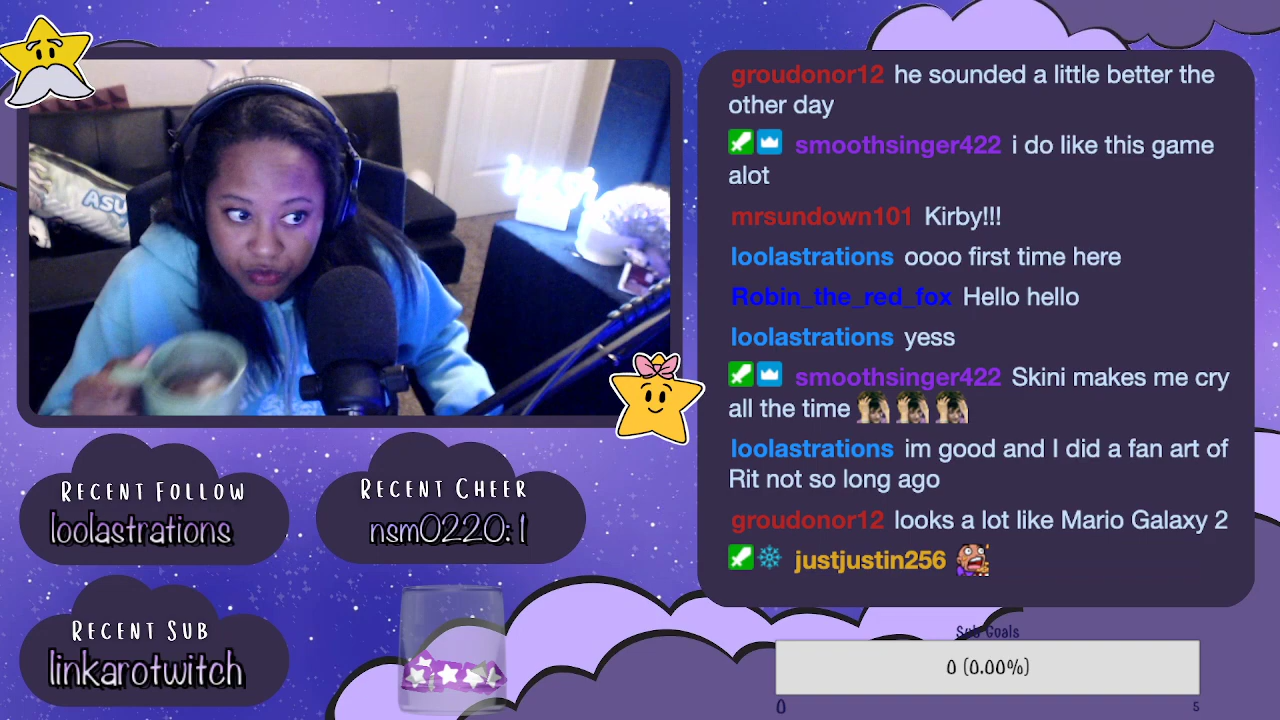 groudonor12 he sounded a little better the
other day
smoothsinger422 i do like this game
alot
mrsundown101 Kirby!!!
loolastrations oooo first time here
Robin_the_red_fox Hello hello
loolastrations yess
smoothsinger422 Skini makes me cry
all the time
loolastrations im good and I did a fan art of
Rit not so long ago
groudonor12 looks a lot like Mario Galaxy 2
justjustin256
ASU
RECENT FOLLOW
loolastrations
RECENT CHEER
nsm0220: 1
RECENT SUB
linkarotwitch
Sub Goals
0 (0.00%)
0
5